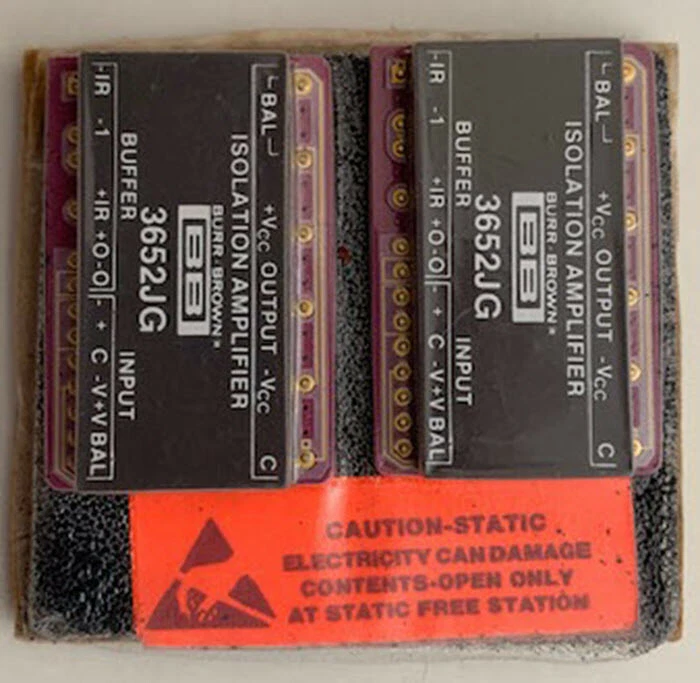 BAL
+Vcc OUTPUT -Vcc
C
ISOLATION AMPLIFIER
BURR-BROWN®
BB
3652JG
BUFFER
INPUT
-IR -1 +IR +O -O - + C -V +V BAL
BAL
+Vcc OUTPUT -Vcc
C
ISOLATION AMPLIFIER
BURR-BROWN®
BB
3652JG
BUFFER
INPUT
-IR -1 +IR +O -O - + C -V +V BAL
CAUTION-STATIC
ELECTRICITY CAN DAMAGE
CONTENTS-OPEN ONLY
AT STATIC FREE STATION